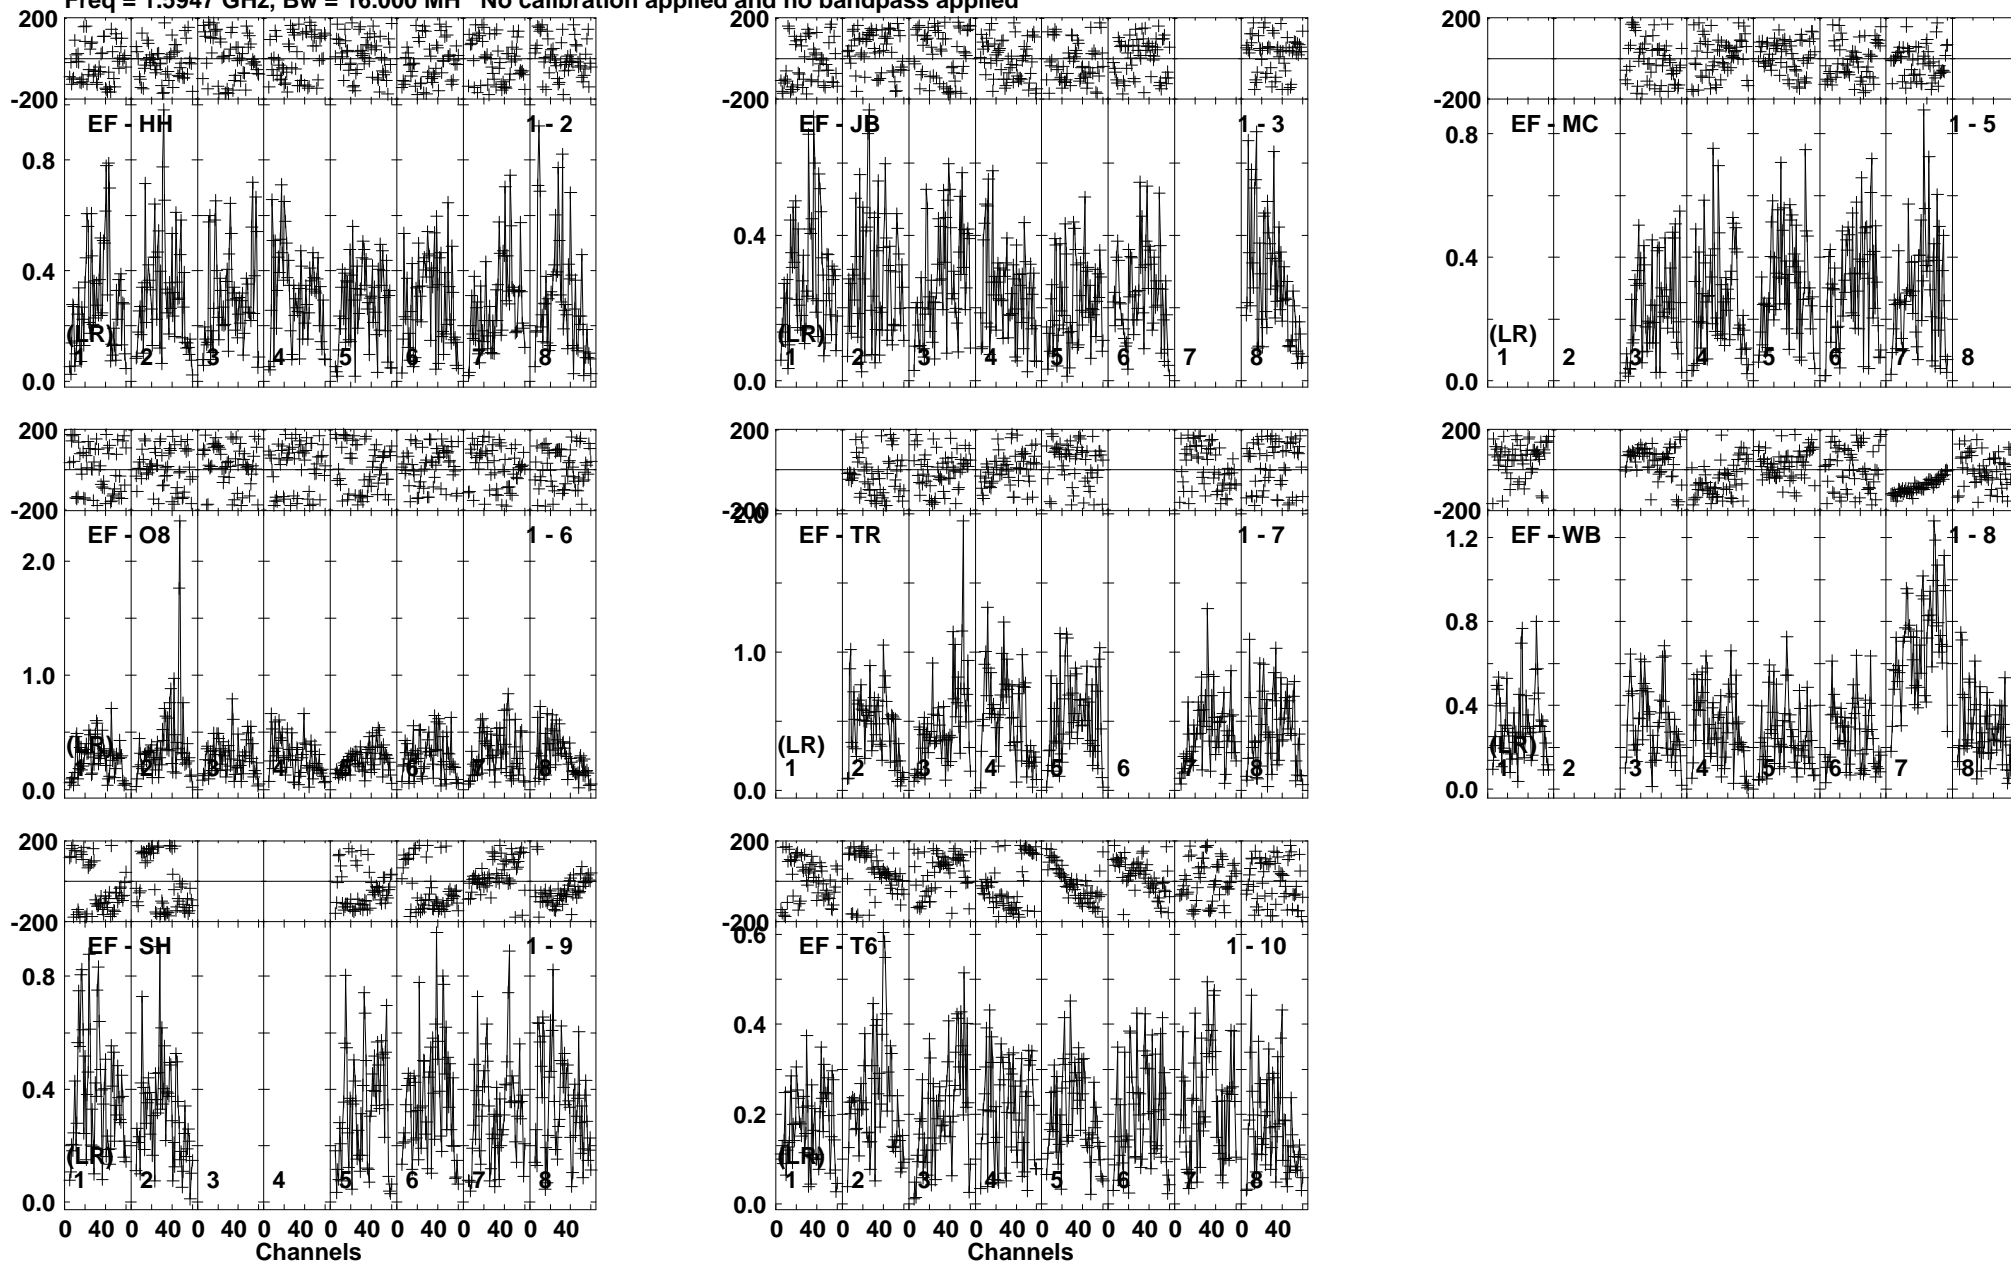 Freq = 1.5947 GHz, Bw = 16.000 MH No calibration applied and no bandpass applied
200
-200
EF - HH
1 - 2
0.8
0.4
0.0
(LR)
1 2 3 4 5 6 7 8
200
-200
EF - JB
1 - 3
0.4
0.0
(LR)
1 2 3 4 5 6 7 8
200
-200
EF - MC
1 - 5
0.8
0.4
0.0
(LR)
1 2 3 4 5 6 7 8
200
-200
EF - O8
1 - 6
2.0
1.0
0.0
(LR)
1 2 3 4 5 6 7 8
200
-200
2.0
EF - TR
1 - 7
1.0
0.0
(LR)
1 2 3 4 5 6 7 8
200
-200
EF - WB
1 - 8
1.2
0.8
0.4
0.0
(LR)
1 2 3 4 5 6 7 8
200
-200
EF - SH
1 - 9
0.8
0.4
0.0
(LR)
1 2 3 4 5 6 7 8
0 40 0 40 0 40 0 40 0 40 0 40 0 40 0 40
Channels
200
-200
0.6
EF - T6
1 - 10
0.4
0.2
0.0
(LR)
1 2 3 4 5 6 7 8
0 40 0 40 0 40 0 40 0 40 0 40 0 40 0 40
Channels